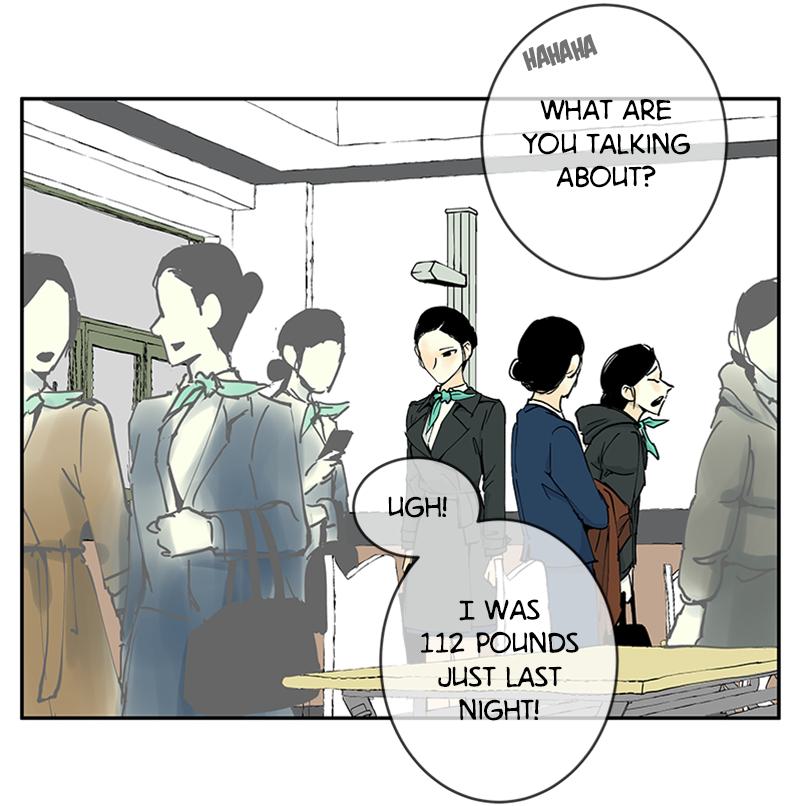 HAHAHA
WHAT ARE
YOU TALKING
ABOUT?
UGH!
I WAS
112 POUNDS
JUST LAST
NIGHT!